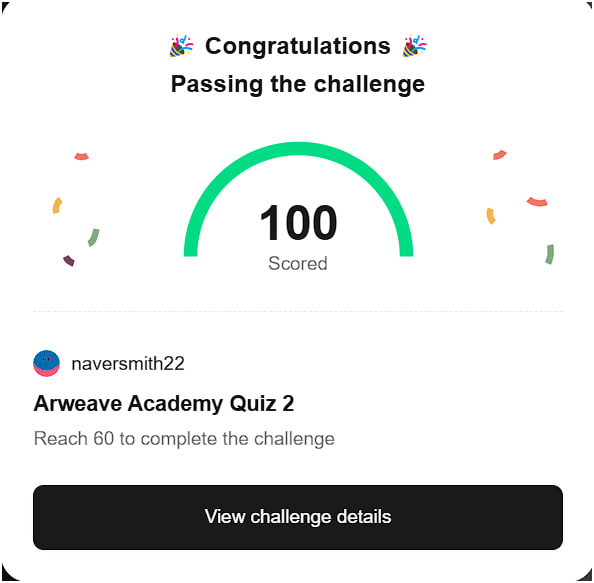 🎉 Congratulations 🎉
Passing the challenge
100
Scored
naversmith22
Arweave Academy Quiz 2
Reach 60 to complete the challenge
View challenge details